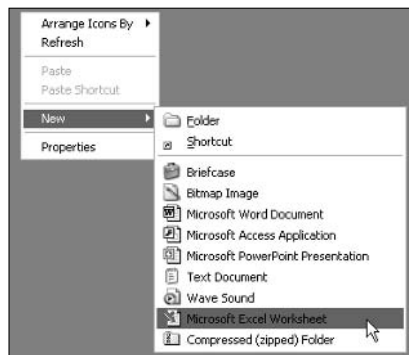 Arrange Icons By
Refresh
Paste
Paste Shortcut
New
Properties
Folder
Shortcut
Briefcase
Bitmap Image
Microsoft Word Document
Microsoft Access Application
Microsoft PowerPoint Presentation
Text Document
Wave Sound
Microsoft Excel Worksheet
Compressed (zipped) Folder